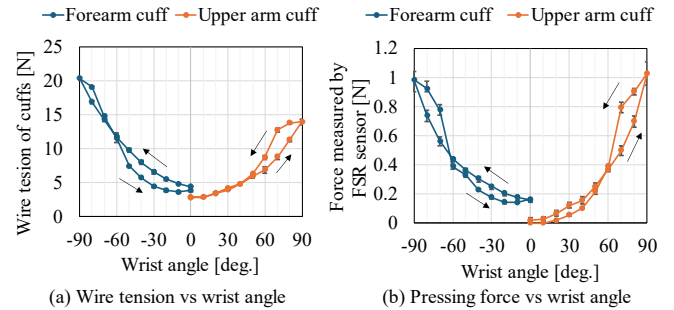 Forearm cuff Upper arm cuff
Wire tesion of cuffs [N]
25
20
15
10
5
0
-90 -60 -30 0 30 60 90
Wrist angle [deg.]
(a) Wire tension vs wrist angle
Forearm cuff Upper arm cuff
Force measured by
FSR sensor [N]
1.2
1
0.8
0.6
0.4
0.2
0
-90 -60 -30 0 30 60 90
Wrist angle [deg.]
(b) Pressing force vs wrist angle